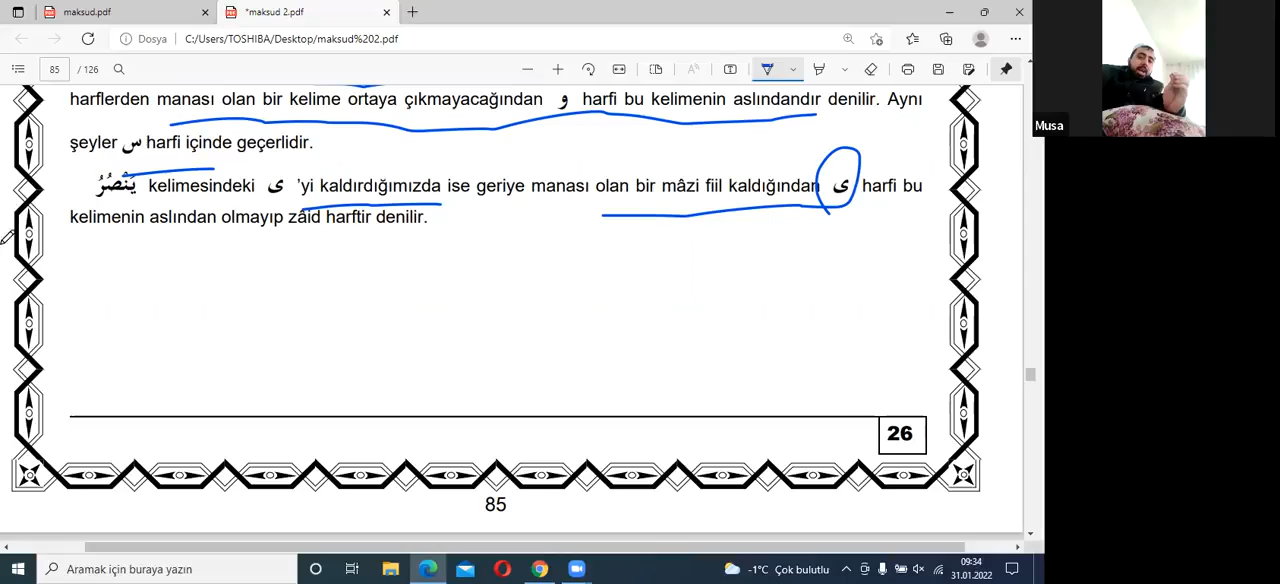 maksud.pdf
*maksud 2.pdf
Dosya
C:/Users/TOSHIBA/Desktop/maksud%202.pdf
85 / 126
harflerden manası olan bir kelime ortaya çıkmayacağından و harfi bu kelimenin aslındandır denilir. Aynı
şeyler س harfi içinde geçerlidir.
يَنْصُرُ kelimesindeki ى 'yi kaldırdığımızda ise geriye manası olan bir mâzi fiil kaldığından ى harfi bu
kelimenin aslından olmayıp zâid harftir denilir.
26
85
Musa
Aramak için buraya yazın
-1°C Çok bulutlu
09:34
31.01.2022